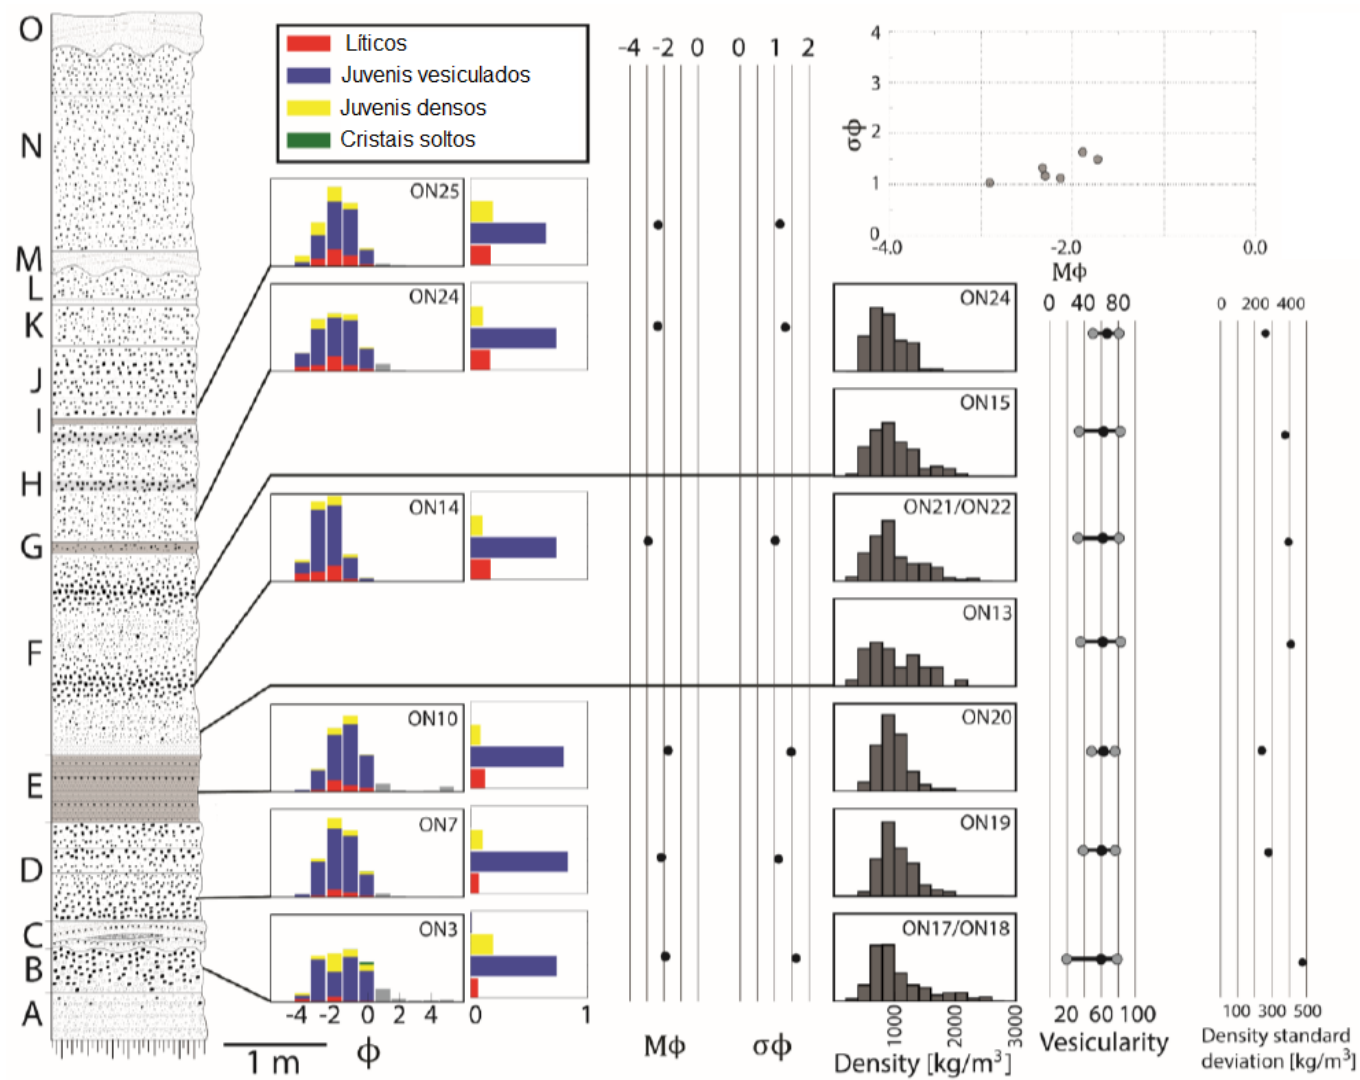 O
N
M
L
K
J
I
H
G
F
E
D
C
B
A
1 m
Líticos
Juvenis vesiculados
Juvenis densos
Cristais soltos
ON25
ON24
ON14
ON10
ON7
ON3
-4 -2 0 2 4
ϕ
0 1
-4 -2 0
0 1 2
Mϕ
σϕ
4
3
2
1
0
σϕ
-4.0 -2.0 0.0
Mϕ
ON24
ON15
ON21/ON22
ON13
ON20
ON19
ON17/ON18
1000 2000 3000
Density [kg/m³]
0 40 80
20 60 100
Vesicularity
0 200 400
100 300 500
Density standard
deviation [kg/m³]